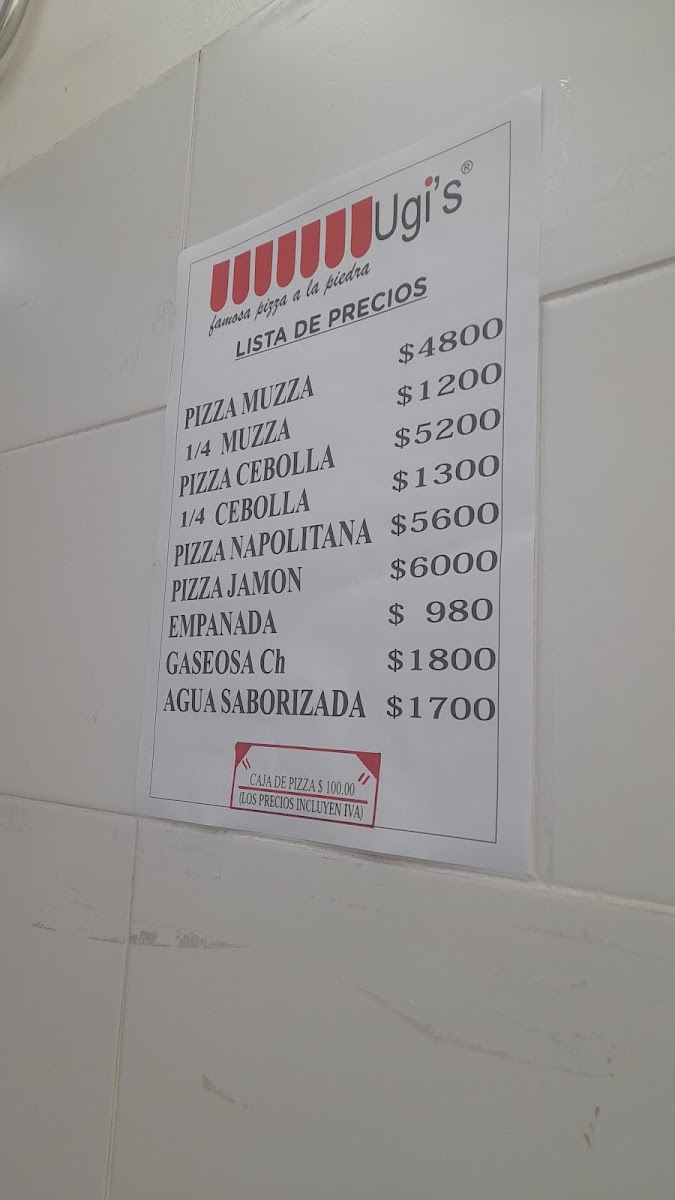 Ugi's®
famosa pizza a la piedra
LISTA DE PRECIOS
PIZZA MUZZA $4800
1/4 MUZZA $1200
PIZZA CEBOLLA $5200
1/4 CEBOLLA $1300
PIZZA NAPOLITANA $5600
PIZZA JAMON $6000
EMPANADA $ 980
GASEOSA Ch $1800
AGUA SABORIZADA $1700
CAJA DE PIZZA $ 100.00
(LOS PRECIOS INCLUYEN IVA)